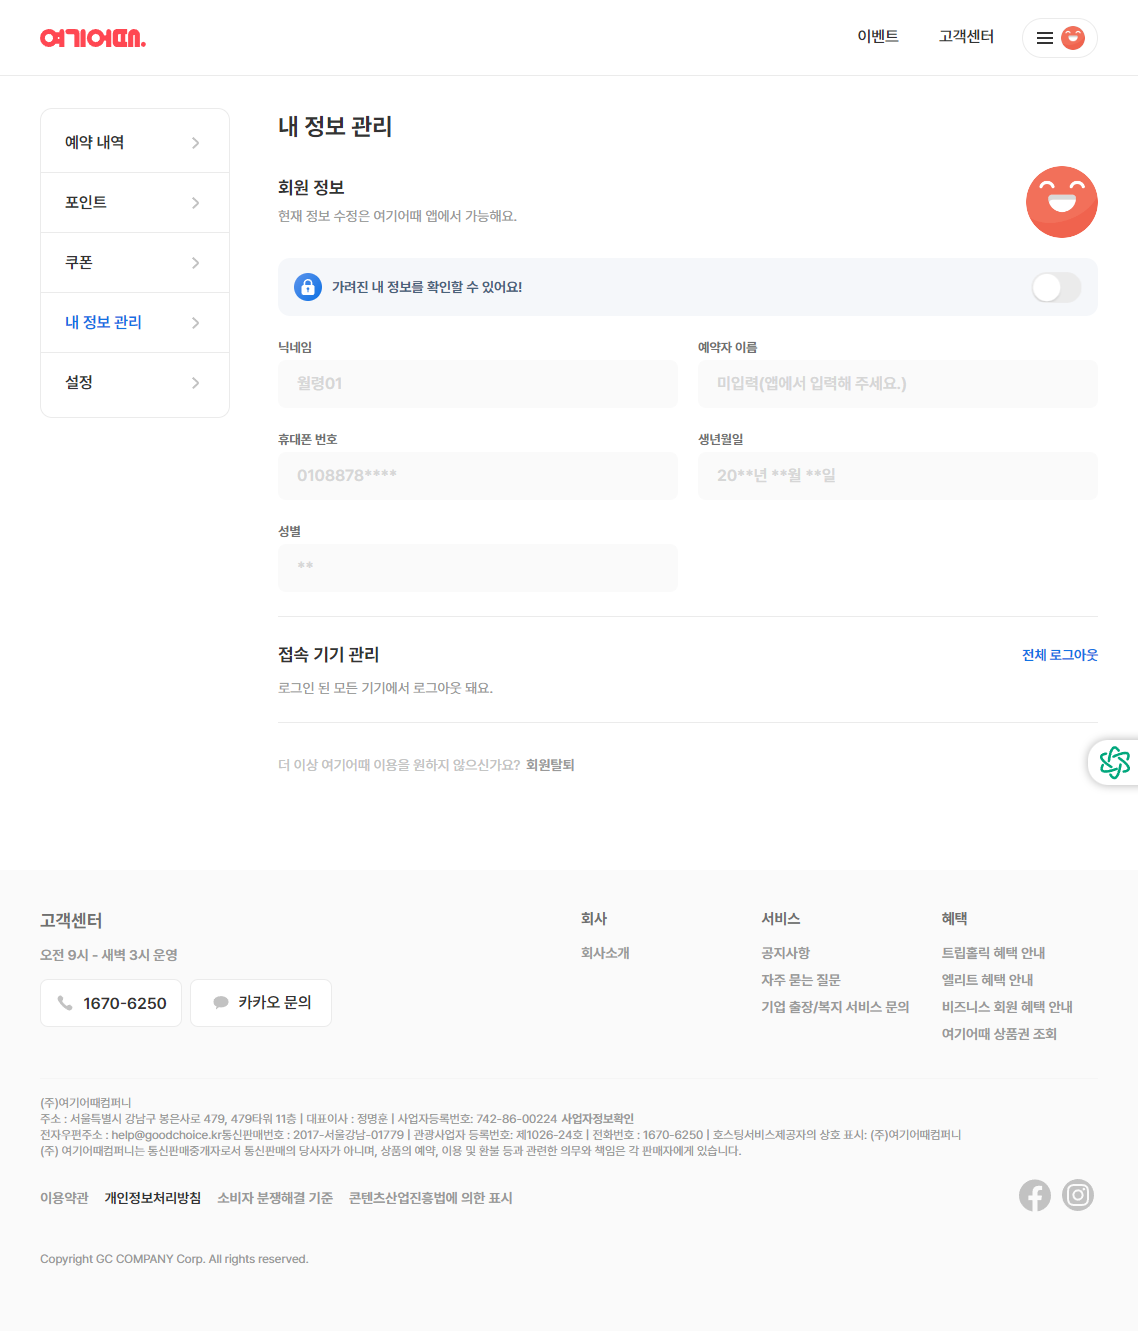 여기어때.
이벤트
고객센터
예약 내역
포인트
쿠폰
내 정보 관리
설정
내 정보 관리
회원 정보
현재 정보 수정은 여기어때 앱에서 가능해요.
가려진 내 정보를 확인할 수 있어요!
닉네임
예약자 이름
월령01
미입력(앱에서 입력해 주세요.)
휴대폰 번호
생년월일
0108878****
20**년 **월 **일
성별
**
접속 기기 관리
전체 로그아웃
로그인 된 모든 기기에서 로그아웃 돼요.
더 이상 여기어때 이용을 원하지 않으신가요? 회원탈퇴
고객센터
오전 9시 - 새벽 3시 운영
1670-6250
카카오 문의
회사
회사소개
서비스
공지사항
자주 묻는 질문
기업 출장/복지 서비스 문의
혜택
트립홀릭 혜택 안내
엘리트 혜택 안내
비즈니스 회원 혜택 안내
여기어때 상품권 조회
(주)여기어때컴퍼니
주소 : 서울특별시 강남구 봉은사로 479, 479타워 11층 | 대표이사 : 정명훈 | 사업자등록번호: 742-86-00224 사업자정보확인
전자우편주소 : help@goodchoice.kr통신판매번호 : 2017-서울강남-01779 | 관광사업자 등록번호: 제1026-24호 | 전화번호 : 1670-6250 | 호스팅서비스제공자의 상호 표시: (주)여기어때컴퍼니
(주) 여기어때컴퍼니는 통신판매중개자로서 통신판매의 당사자가 아니며, 상품의 예약, 이용 및 환불 등과 관련한 의무와 책임은 각 판매자에게 있습니다.
이용약관 개인정보처리방침 소비자 분쟁해결 기준 콘텐츠산업진흥법에 의한 표시
Copyright GC COMPANY Corp. All rights reserved.